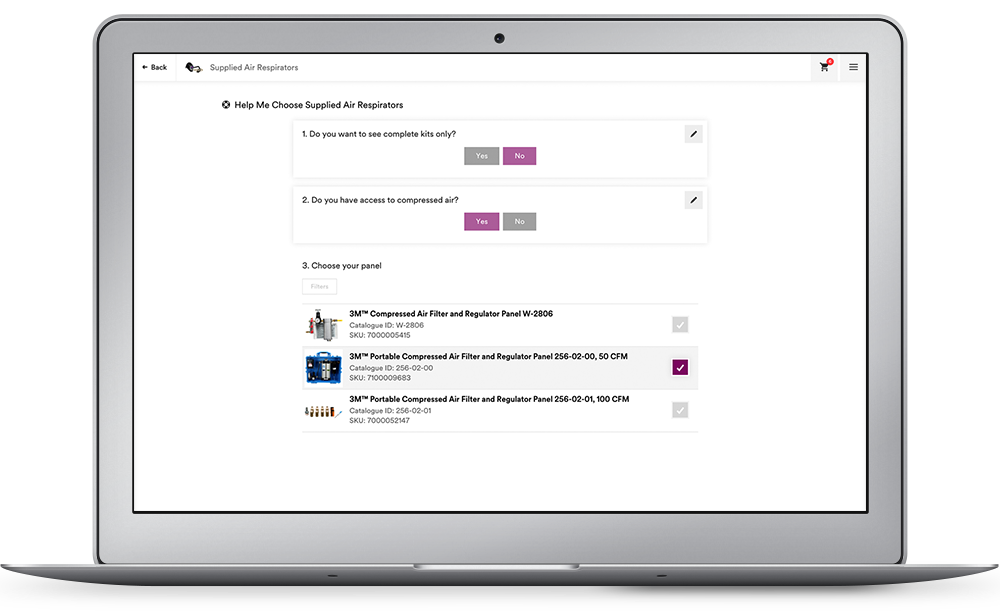 Back
Supplied Air Respirators
Help Me Choose Supplied Air Respirators
1. Do you want to see complete kits only?
Yes No
2. Do you have access to compressed air?
Yes No
3. Choose your panel
Filters
3M™ Compressed Air Filter and Regulator Panel W-2806
Catalogue ID: W-2806
SKU: 7000005415
3M™ Portable Compressed Air Filter and Regulator Panel 256-02-00, 50 CFM
Catalogue ID: 256-02-00
SKU: 7100009683
3M™ Portable Compressed Air Filter and Regulator Panel 256-02-01, 100 CFM
Catalogue ID: 256-02-01
SKU: 7000052147